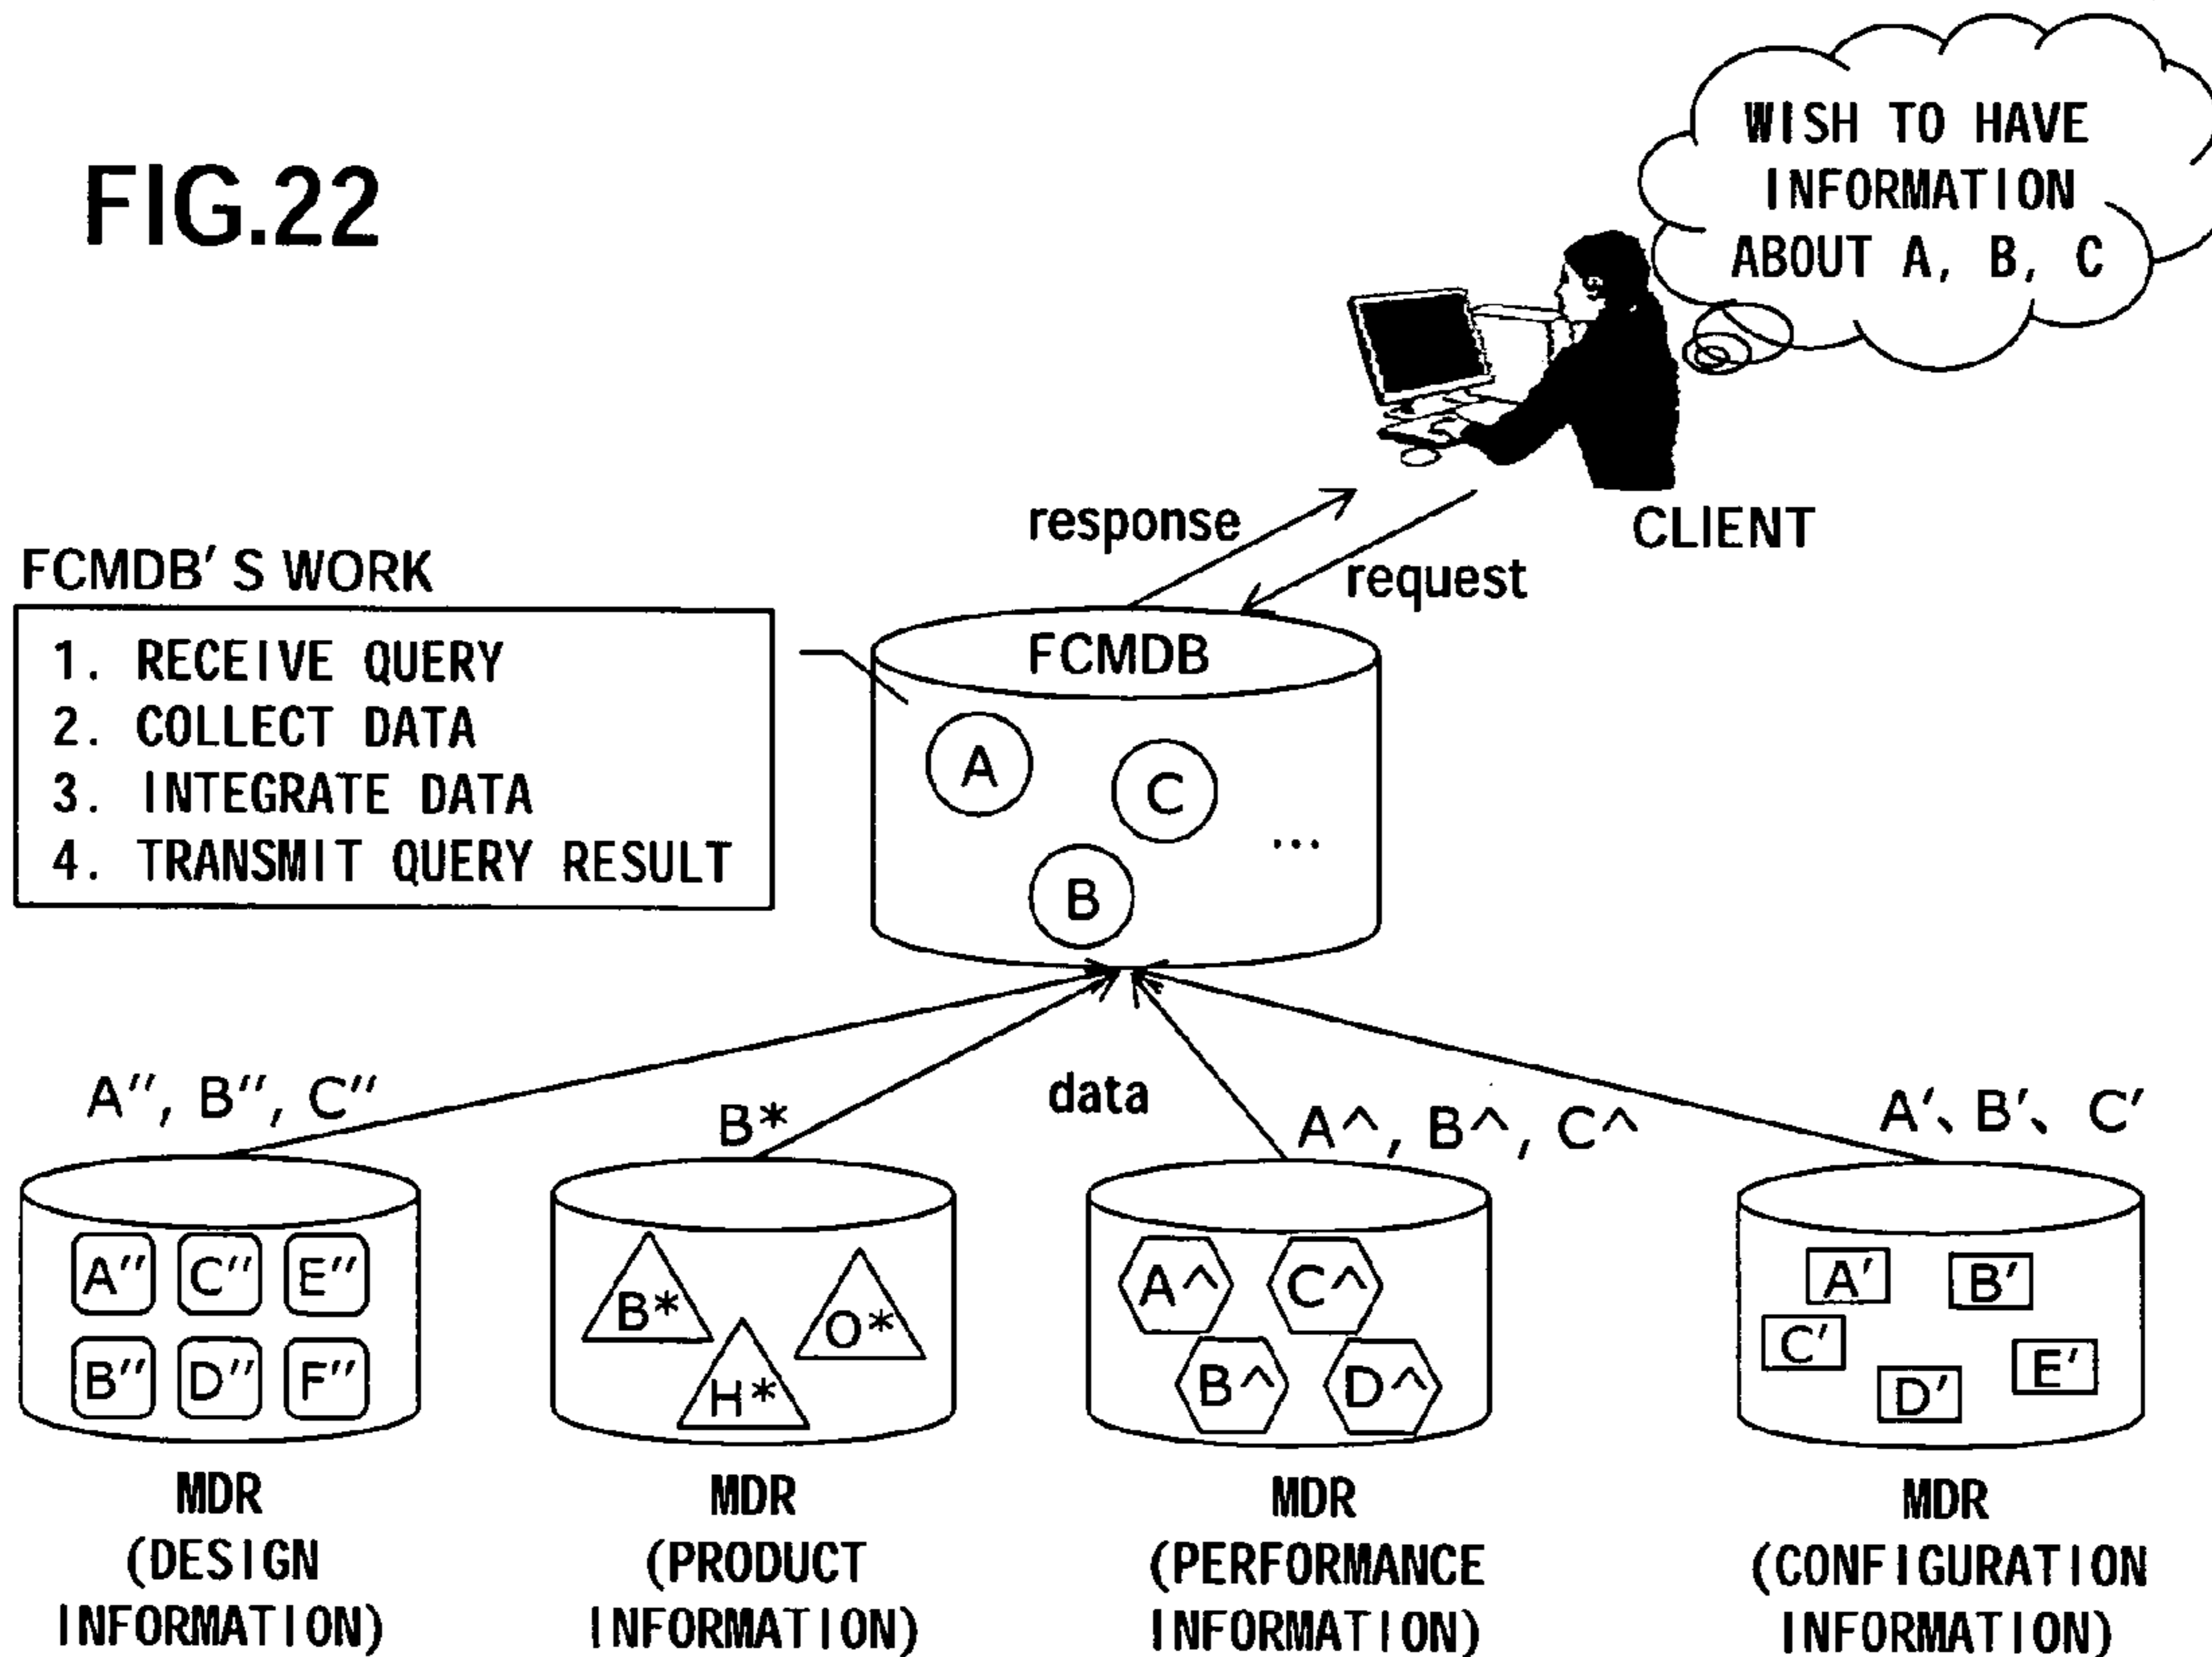 FIG.22
WISH TO HAVE
INFORMATION
ABOUT A, B, C
CLIENT
response
request
FCMDB'S WORK
1. RECEIVE QUERY
2. COLLECT DATA
3. INTEGRATE DATA
4. TRANSMIT QUERY RESULT
FCMDB
A
C
...
B
A'', B'', C''
B*
data
A^, B^, C^
A'、B'、C'
A'' C'' E''
B'' D'' F''
B* O*
H*
A^ C^
B^ D^
A' B'
C' E'
D'
MDR
(DESIGN
INFORMATION)
MDR
(PRODUCT
INFORMATION)
MDR
(PERFORMANCE
INFORMATION)
MDR
(CONFIGURATION
INFORMATION)